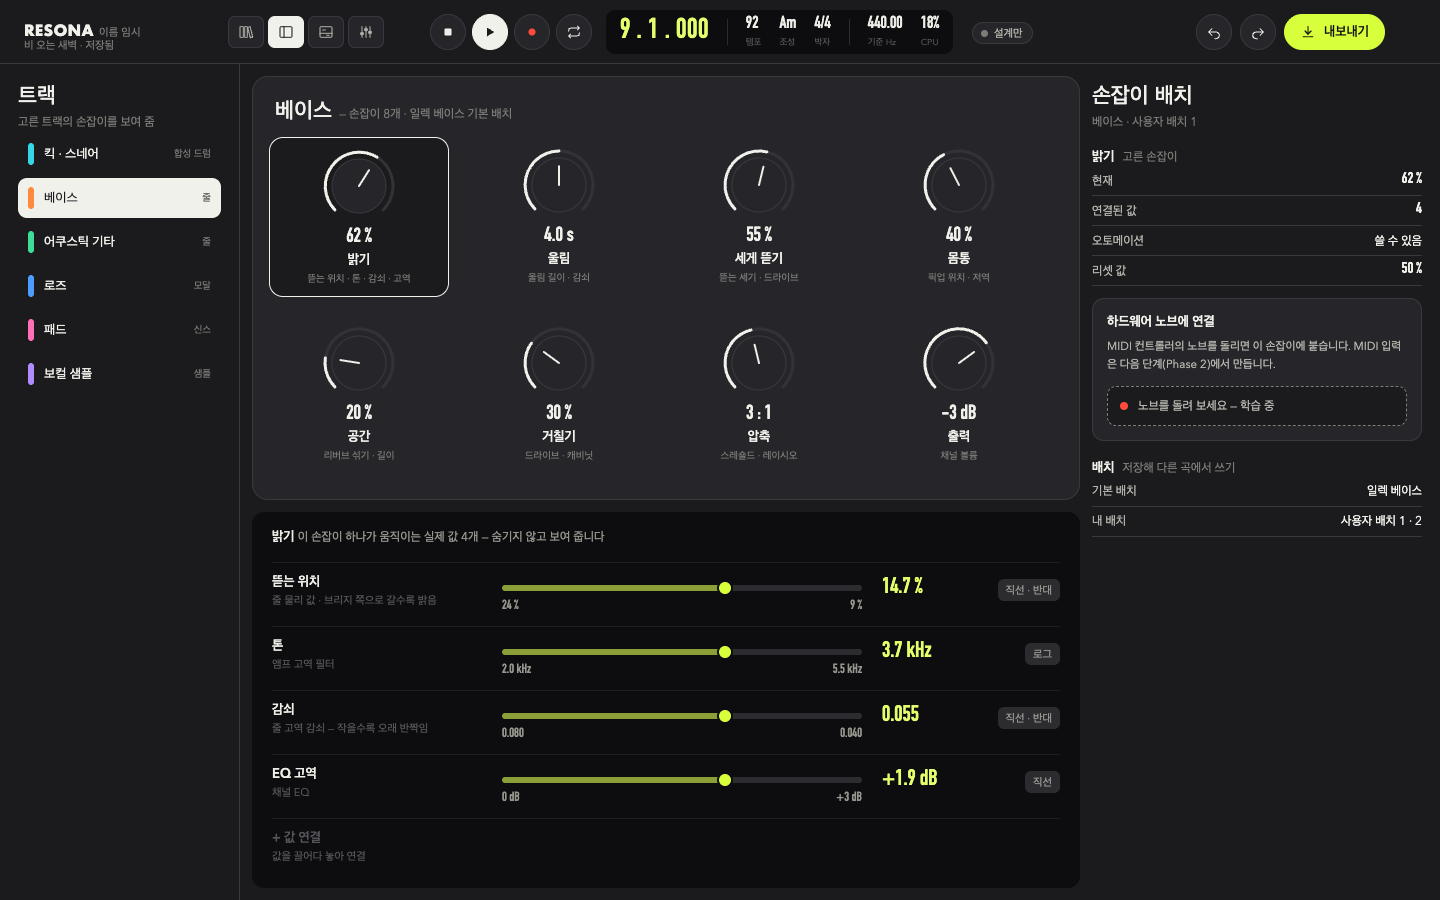 RESONA 이름 임시
비 오는 새벽 · 저장됨
9.1.000
92 Am 4/4 440.00 18%
템포 조성 박자 기준 Hz CPU
설계만
내보내기
트랙
고른 트랙의 손잡이를 보여 줌
킥 · 스네어 합성 드럼
베이스 줄
어쿠스틱 기타 줄
로즈 모달
패드 신스
보컬 샘플 샘플
베이스 – 손잡이 8개 · 일렉 베이스 기본 배치
62 % 4.0 s 55 % 40 %
밝기 울림 세게 뜯기 몸통
뜯는 위치 · 톤 · 감쇠 · 고역 울림 길이 · 감쇠 뜯는 세기 · 드라이브 픽업 위치 · 저역
20 % 30 % 3 : 1 −3 dB
공간 거칠기 압축 출력
리버브 섞기 · 길이 드라이브 · 캐비닛 스레숄드 · 레이시오 채널 볼륨
밝기 이 손잡이 하나가 움직이는 실제 값 4개 – 숨기지 않고 보여 줍니다
뜯는 위치 14.7 % 직선 · 반대
줄 물리 값 · 브리지 쪽으로 갈수록 밝음 24 % 9 %
톤 3.7 kHz 로그
앰프 고역 필터 2.0 kHz 5.5 kHz
감쇠 0.055 직선 · 반대
줄 고역 감쇠 – 작을수록 오래 반짝임 0.080 0.040
EQ 고역 +1.9 dB 직선
채널 EQ 0 dB +3 dB
+ 값 연결
값을 끌어다 놓아 연결
손잡이 배치
베이스 · 사용자 배치 1
밝기 고른 손잡이
현재 62 %
연결된 값 4
오토메이션 쓸 수 있음
리셋 값 50 %
하드웨어 노브에 연결
MIDI 컨트롤러의 노브를 돌리면 이 손잡이에 붙습니다. MIDI 입력
은 다음 단계(Phase 2)에서 만듭니다.
노브를 돌려 보세요 – 학습 중
배치 저장해 다른 곡에서 쓰기
기본 배치 일렉 베이스
내 배치 사용자 배치 1 · 2